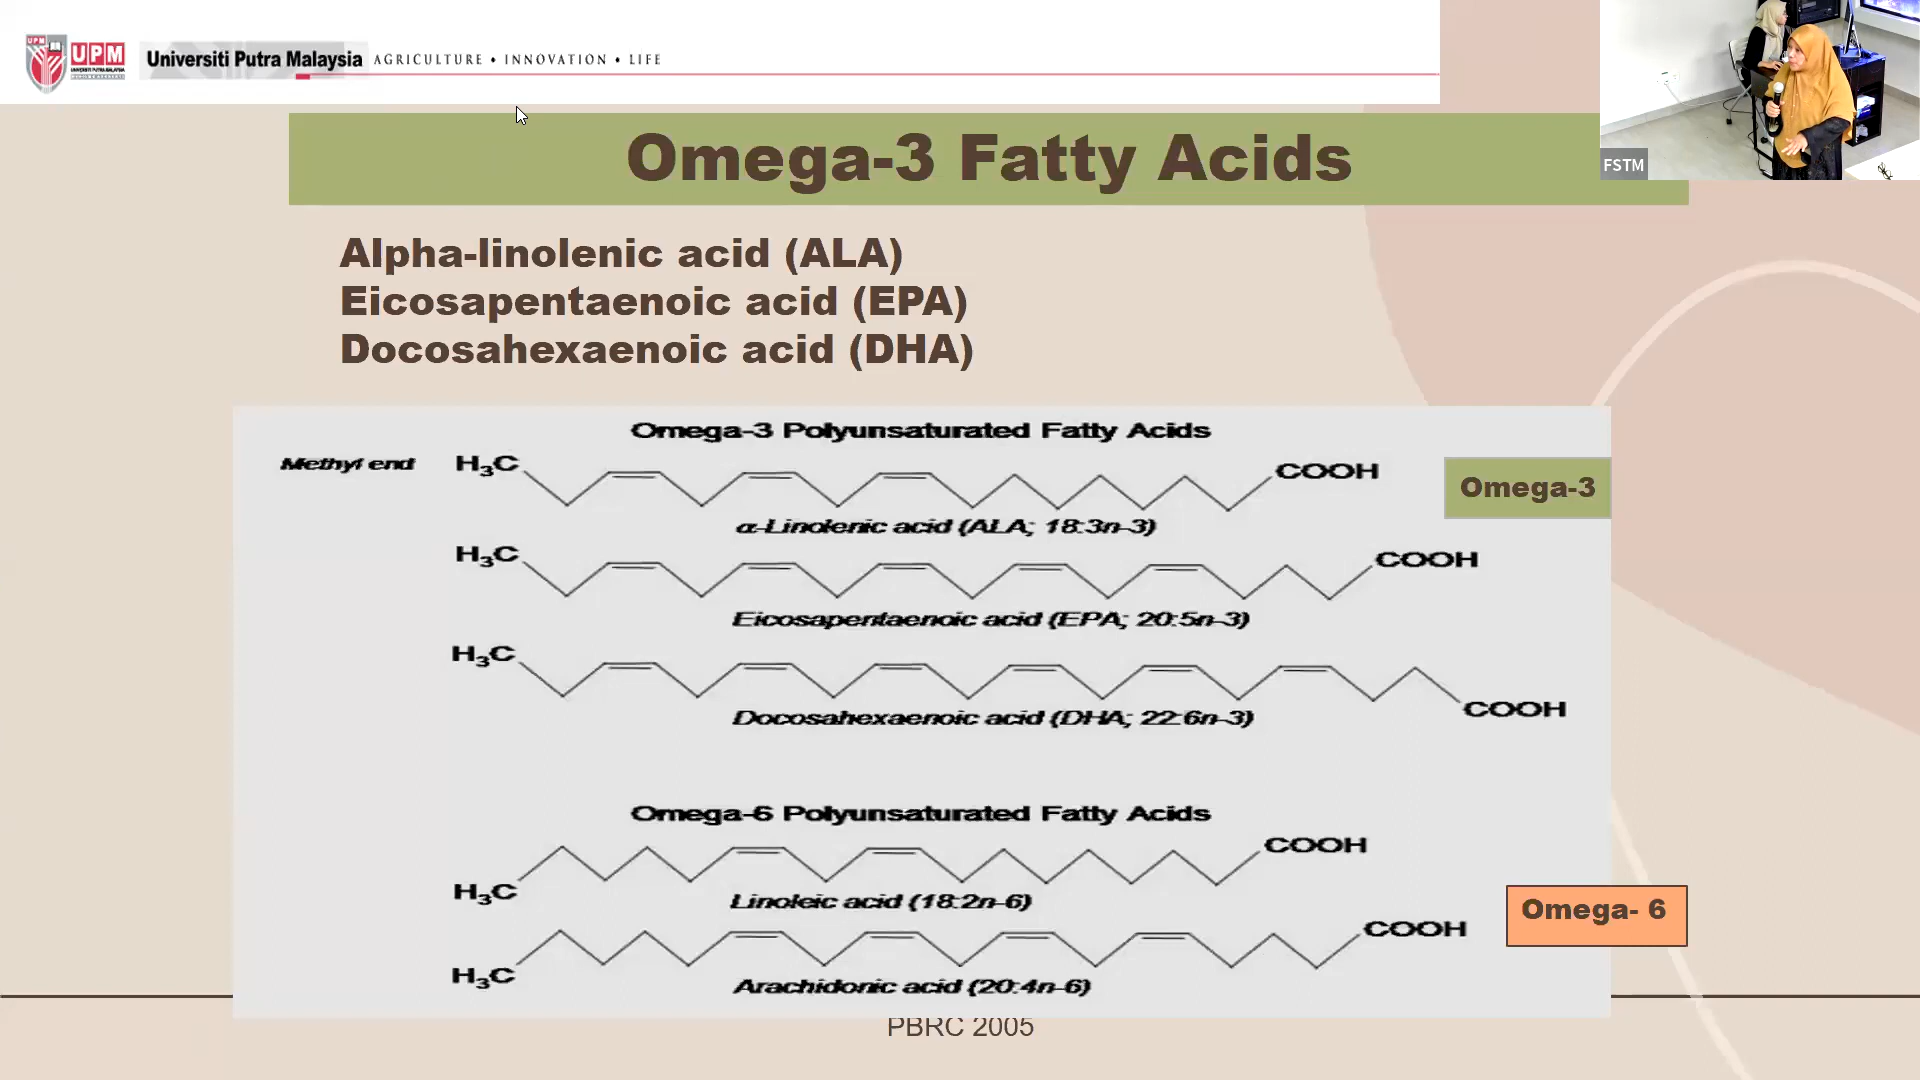 UPM
UPM
UNIVERSITI PUTRA MALAYSIA
Universiti Putra Malaysia
AGRICULTURE • INNOVATION • LIFE
FSTM
Omega-3 Fatty Acids
Alpha-linolenic acid (ALA)
Eicosapentaenoic acid (EPA)
Docosahexaenoic acid (DHA)
Omega-3 Polyunsaturated Fatty Acids
Methyl end
H₃C
COOH
Omega-3
α-Linolenic acid (ALA; 18:3n-3)
H₃C
COOH
Eicosapentaenoic acid (EPA; 20:5n-3)
H₃C
COOH
Docosahexaenoic acid (DHA; 22:6n-3)
Omega-6 Polyunsaturated Fatty Acids
COOH
H₃C
Linoleic acid (18:2n-6)
Omega- 6
COOH
H₃C
Arachidonic acid (20:4n-6)
PBRC 2005